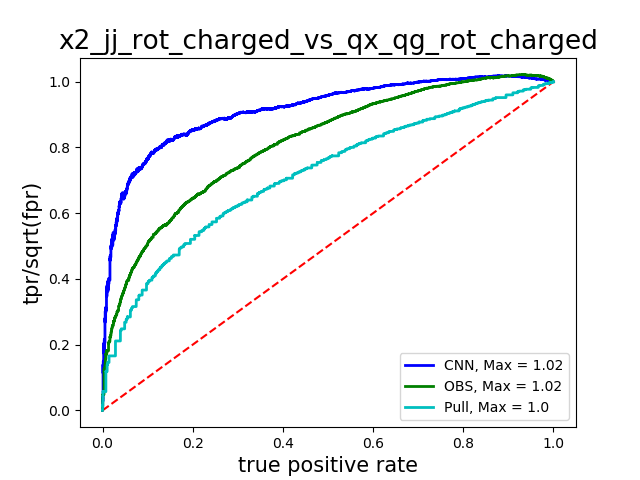 x2_jj_rot_charged_vs_qx_qg_rot_charged
tpr/sqrt(fpr)
1.0
0.8
0.6
0.4
0.2
0.0
CNN, Max = 1.02
OBS, Max = 1.02
Pull, Max = 1.0
0.0 0.2 0.4 0.6 0.8 1.0
true positive rate